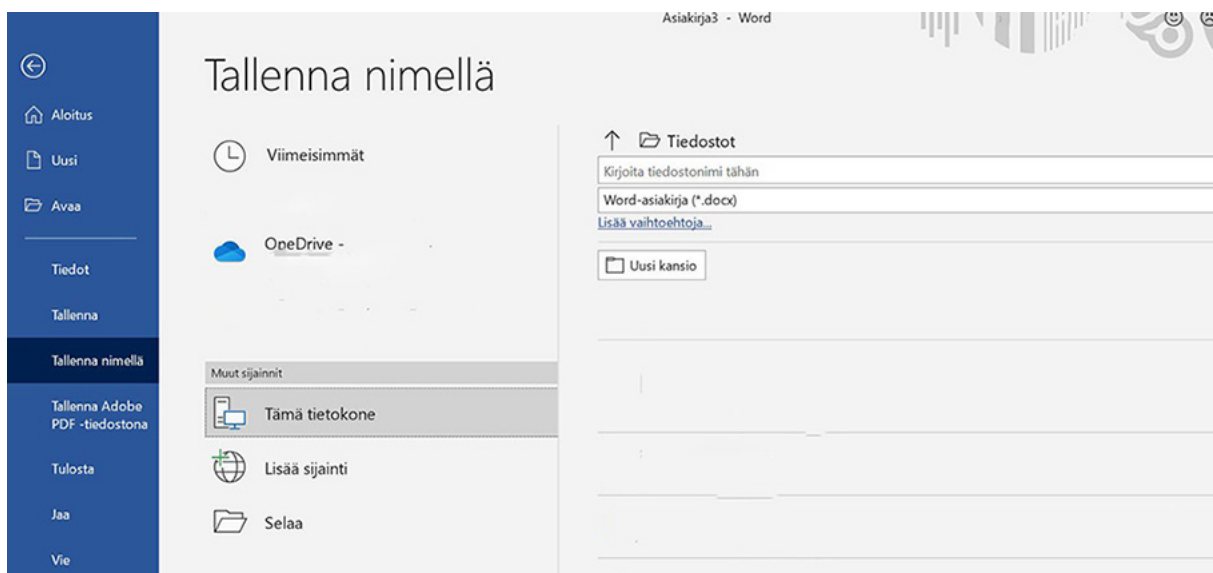 Asiakirja3 - Word
Tallenna nimellä
Aloitus
Uusi
Avaa
Tiedot
Tallenna
Tallenna nimellä
Tallenna Adobe
PDF -tiedostona
Tulosta
Jaa
Vie
Viimeisimmät
OneDrive -
Muut sijainnit
Tämä tietokone
Lisää sijainti
Selaa
Tiedostot
Kirjoita tiedostonimi tähän
Word-asiakirja (*.docx)
Lisää vaihtoehtoja...
Uusi kansio